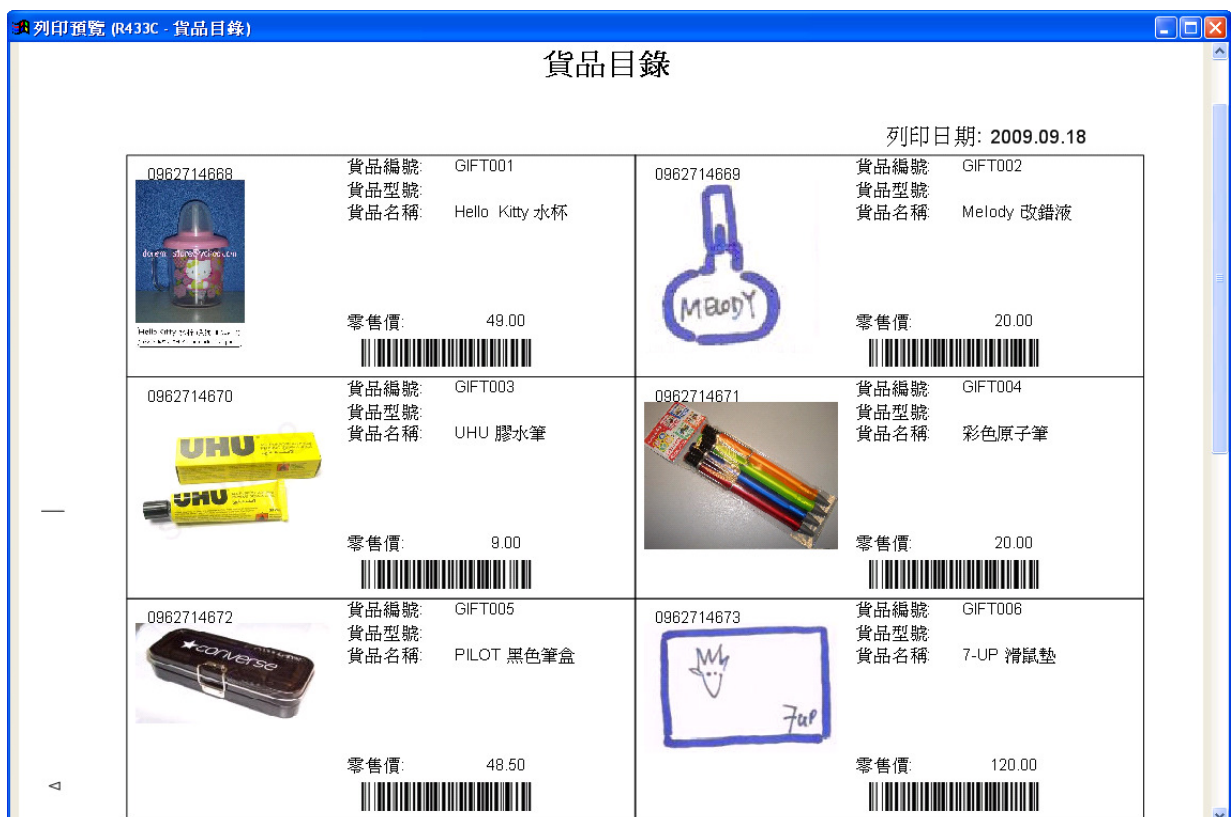 列印預覽 (R433C - 貨品目錄)
貨品目錄
列印日期: 2009.09.18
0962714668
貨品編號: GIFT001
貨品型號:
貨品名稱: Hello Kitty 水杯
零售價: 49.00
0962714669
貨品編號: GIFT002
貨品型號:
貨品名稱: Melody 改錯液
MELODY
零售價: 20.00
0962714670
貨品編號: GIFT003
貨品型號:
貨品名稱: UHU 膠水筆
UHU
UHU
零售價: 9.00
0962714671
貨品編號: GIFT004
貨品型號:
貨品名稱: 彩色原子筆
零售價: 20.00
0962714672
貨品編號: GIFT005
貨品型號:
貨品名稱: PILOT 黑色筆盒
converse
零售價: 48.50
0962714673
貨品編號: GIFT006
貨品型號:
貨品名稱: 7-UP 滑鼠墊
7up
零售價: 120.00